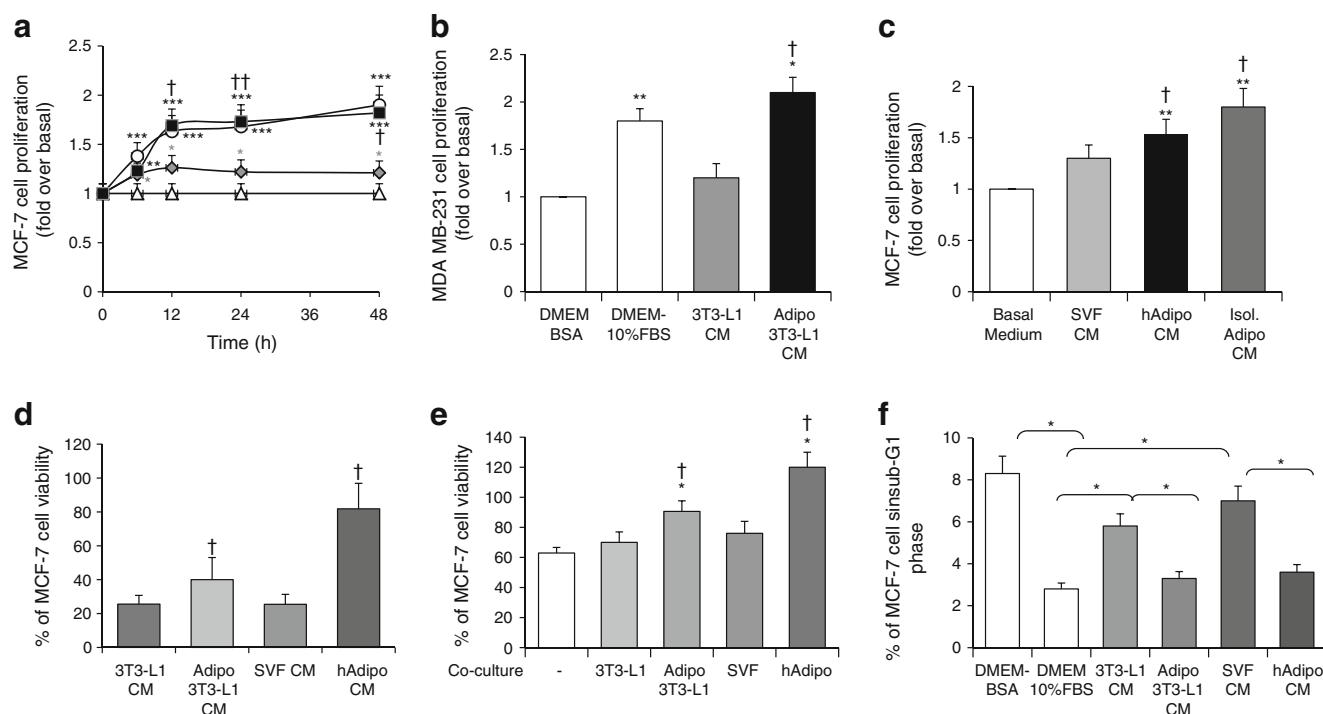 a
MCF-7 cell proliferation
(fold over basal)
2.5
2
1.5
1
0.5
0
†
***
***
***
**
*
*
††
***
***
*
***
***
†
*
0
12
24
36
48
Time (h)
b
MDA MB-231 cell proliferation
(fold over basal)
2.5
2
1.5
1
0.5
0
**
†
*
DMEM
BSA
DMEM-
10%FBS
3T3-L1
CM
Adipo
3T3-L1
CM
c
MCF-7 cell proliferation
(fold over basal)
2
1.5
1
0.5
0
†
**
†
**
Basal
Medium
SVF
CM
hAdipo
CM
Isol.
Adipo
CM
d
% of MCF-7 cell viability
120
100
80
60
40
20
0
†
†
3T3-L1
CM
Adipo
3T3-L1
CM
SVF CM
hAdipo
CM
e
% of MCF-7 cell viability
140
120
100
80
60
40
20
0
†
*
†
*
Co-culture
-
3T3-L1
Adipo
3T3-L1
SVF
hAdipo
f
% of MCF-7 cell sinsub-G1
phase
10
8
6
4
2
0
*
*
*
*
*
DMEM-
BSA
DMEM
10%FBS
3T3-L1
CM
Adipo
3T3-L1
CM
SVF
CM
hAdipo
CM